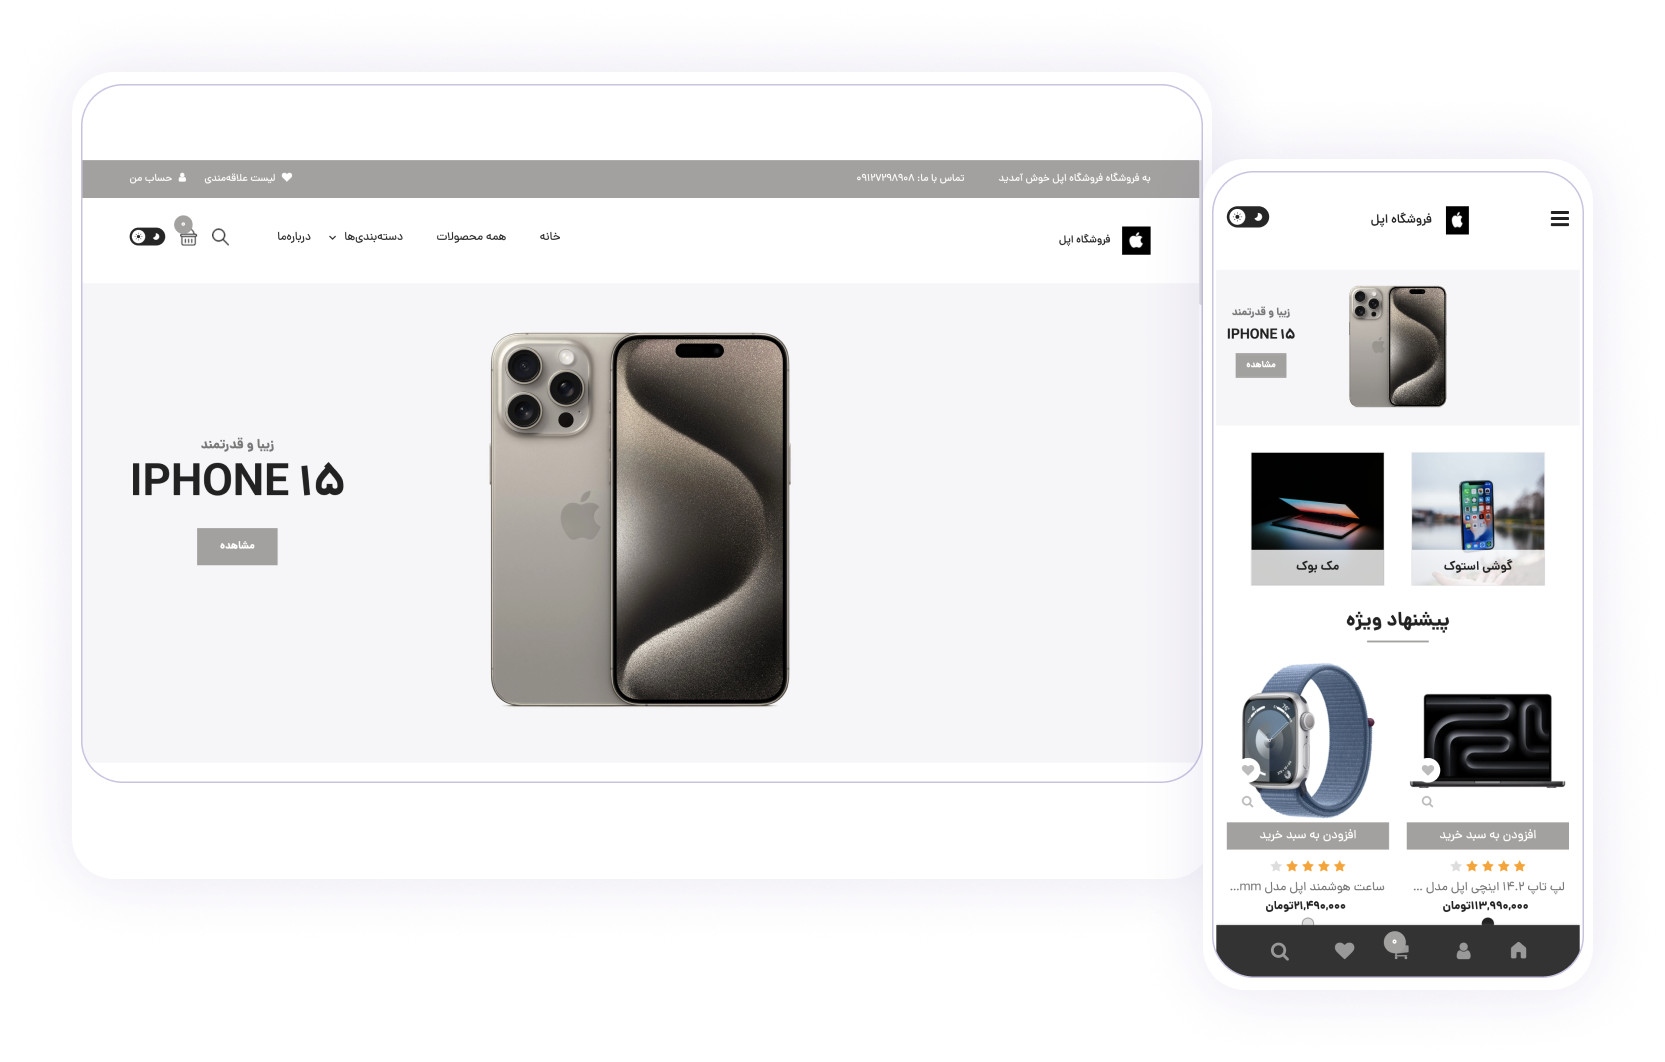 به فروشگاه فروشگاه اپل خوش آمدید
تماس با ما: ۰۹۱۲۷۲۹۸۹۰۸
لیست علاقه‌مندی
حساب من
فروشگاه اپل
خانه
همه محصولات
دسته‌بندی‌ها
درباره‌ما
۰
زیبا و قدرتمند
IPHONE ۱۵
مشاهده
فروشگاه اپل
زیبا و قدرتمند
IPHONE ۱۵
مشاهده
گوشی استوک
مک بوک
پیشنهاد ویژه
افزودن به سبد خرید
افزودن به سبد خرید
لپ تاپ ۱۴.۲ اینچی اپل مدل ...
ساعت هوشمند اپل مدل mm...
۱۱۳,۹۹۰,۰۰۰تومان
۲۱,۴۹۰,۰۰۰تومان
۰